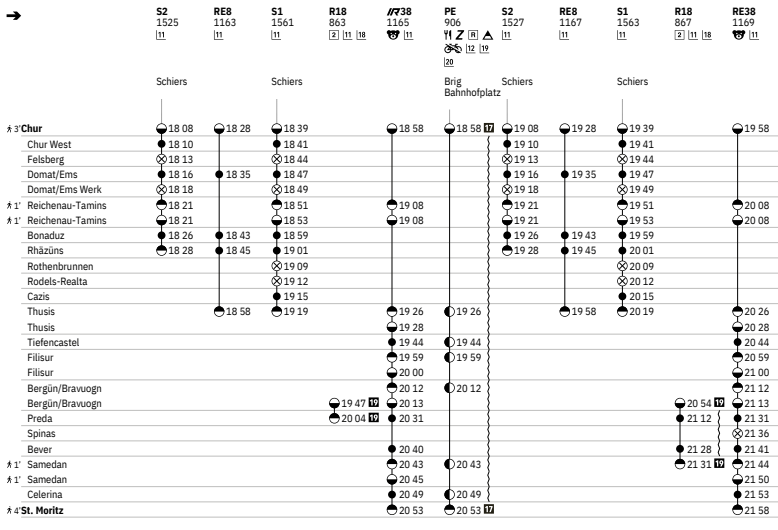 S2 RE8 S1 R18 IR 38 PE S2 RE8 S1 R18 RE38
1525 1163 1561 863 1165 906 1527 1167 1563 867 1169
11 11 11 2 11 18 11 R 11 11 11 2 11 18 11
12 19
20
Schiers Schiers Brig Schiers Schiers
Bahnhofplatz
3' Chur 18 08 18 28 18 39 18 58 18 58 17 19 08 19 28 19 39 19 58
Chur West 18 10 18 41 19 10 19 41
Felsberg 18 13 18 44 19 13 19 44
Domat/Ems 18 16 18 35 18 47 19 16 19 35 19 47
Domat/Ems Werk 18 18 18 49 19 18 19 49
1' Reichenau-Tamins 18 21 18 51 19 08 19 21 19 51 20 08
1' Reichenau-Tamins 18 21 18 53 19 08 19 21 19 53 20 08
Bonaduz 18 26 18 43 18 59 19 26 19 43 19 59
Rhäzüns 18 28 18 45 19 01 19 28 19 45 20 01
Rothenbrunnen 19 09 20 09
Rodels-Realta 19 12 20 12
Cazis 19 15 20 15
Thusis 18 58 19 19 19 26 19 26 19 58 20 19 20 26
Thusis 19 28 20 28
Tiefencastel 19 44 19 44 20 44
Filisur 19 59 19 59 20 59
Filisur 20 00 21 00
Bergün/Bravuogn 20 12 20 12 21 12
Bergün/Bravuogn 19 47 19 20 13 20 54 19 21 13
Preda 20 04 19 20 31 21 12 21 31
Spinas 21 36
Bever 20 40 21 28 21 41
1' Samedan 20 43 20 43 21 31 19 21 44
1' Samedan 20 45 21 50
Celerina 20 49 20 49 21 53
4' St. Moritz 20 53 20 53 17 21 58